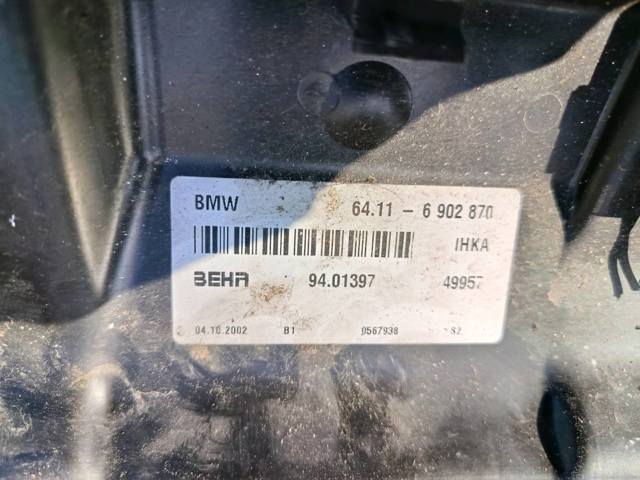 BMW 64.11 - 6 902 870
IHKA
BEHR 94.01397 49957
04.10.2002 B1 0567938 S2